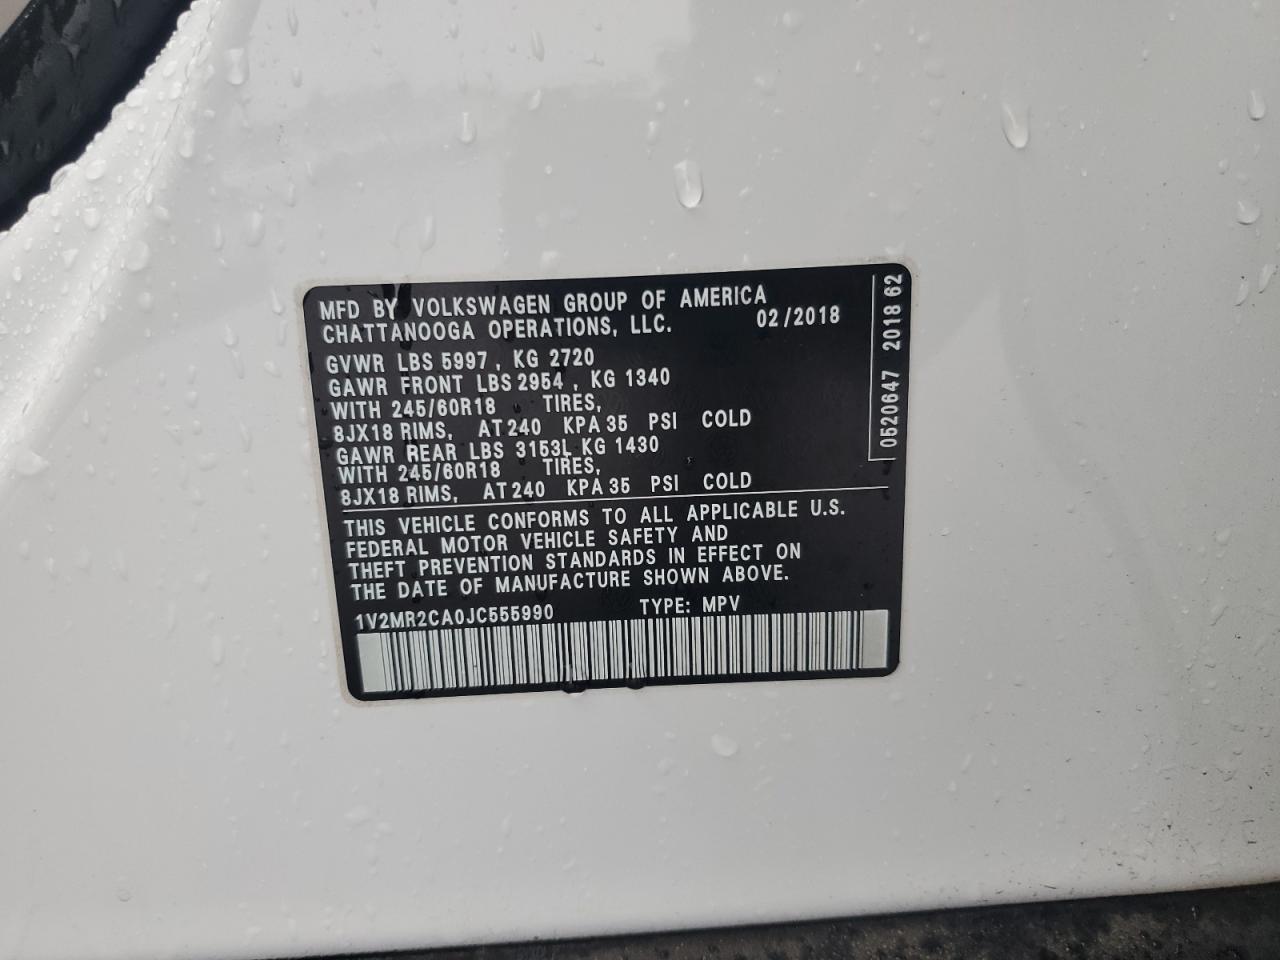 MFD BY VOLKSWAGEN GROUP OF AMERICA
CHATTANOOGA OPERATIONS, LLC. 02/2018
GVWR LBS 5997, KG 2720
GAWR FRONT LBS 2954, KG 1340
WITH 245/60R18 TIRES,
8JX18 RIMS, AT 240 KPA 35 PSI COLD
GAWR REAR LBS 3153L KG 1430
WITH 245/60R18 TIRES,
8JX18 RIMS, AT 240 KPA 35 PSI COLD
THIS VEHICLE CONFORMS TO ALL APPLICABLE U.S.
FEDERAL MOTOR VEHICLE SAFETY AND
THEFT PREVENTION STANDARDS IN EFFECT ON
THE DATE OF MANUFACTURE SHOWN ABOVE.
1V2MR2CA0JC555990 TYPE: MPV
0520647 2018 62